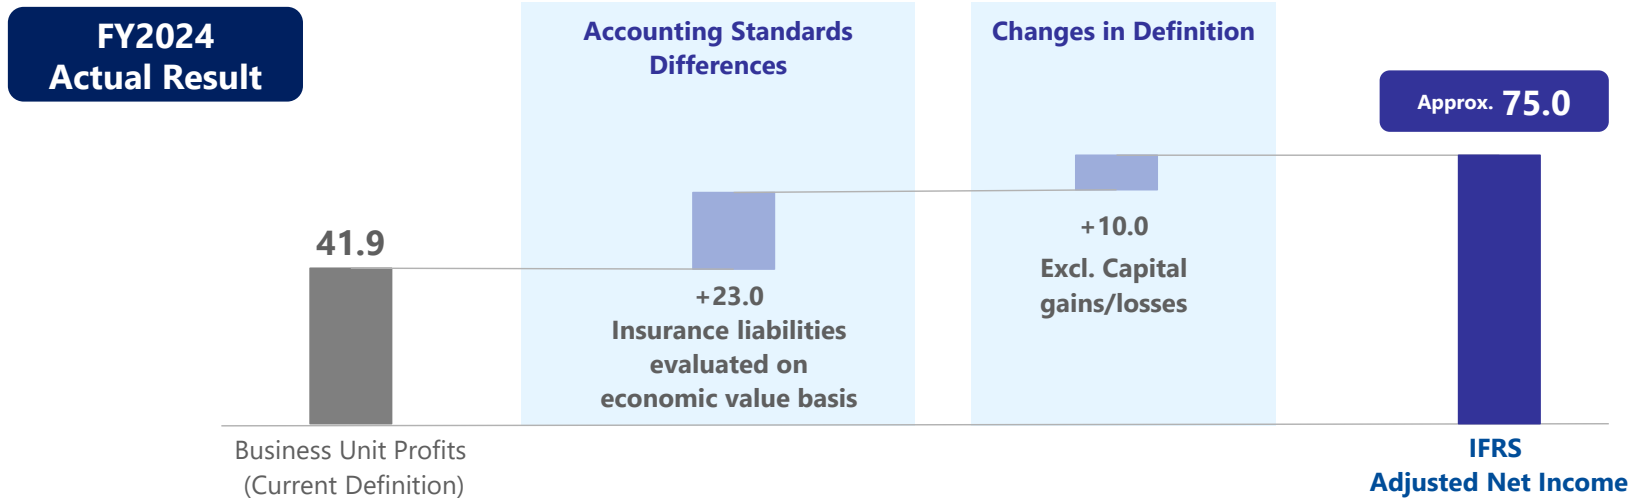 FY2024
Actual Result
Accounting Standards
Differences
Changes in Definition
Approx. 75.0
41.9
+23.0
Insurance liabilities
evaluated on
economic value basis
+10.0
Excl. Capital
gains/losses
Business Unit Profits
(Current Definition)
IFRS
Adjusted Net Income